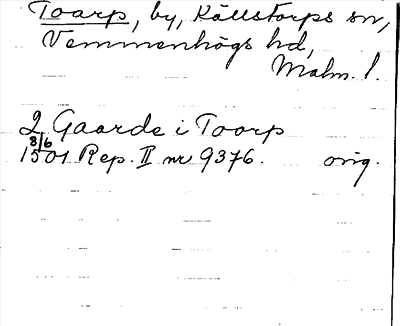 Toarp, by, Källstorps sn,
Vemmenhögs hd,
Malm. l.
2 Gaarde i Toarp
8/6
1501 Rep. II nr 9376. orig.